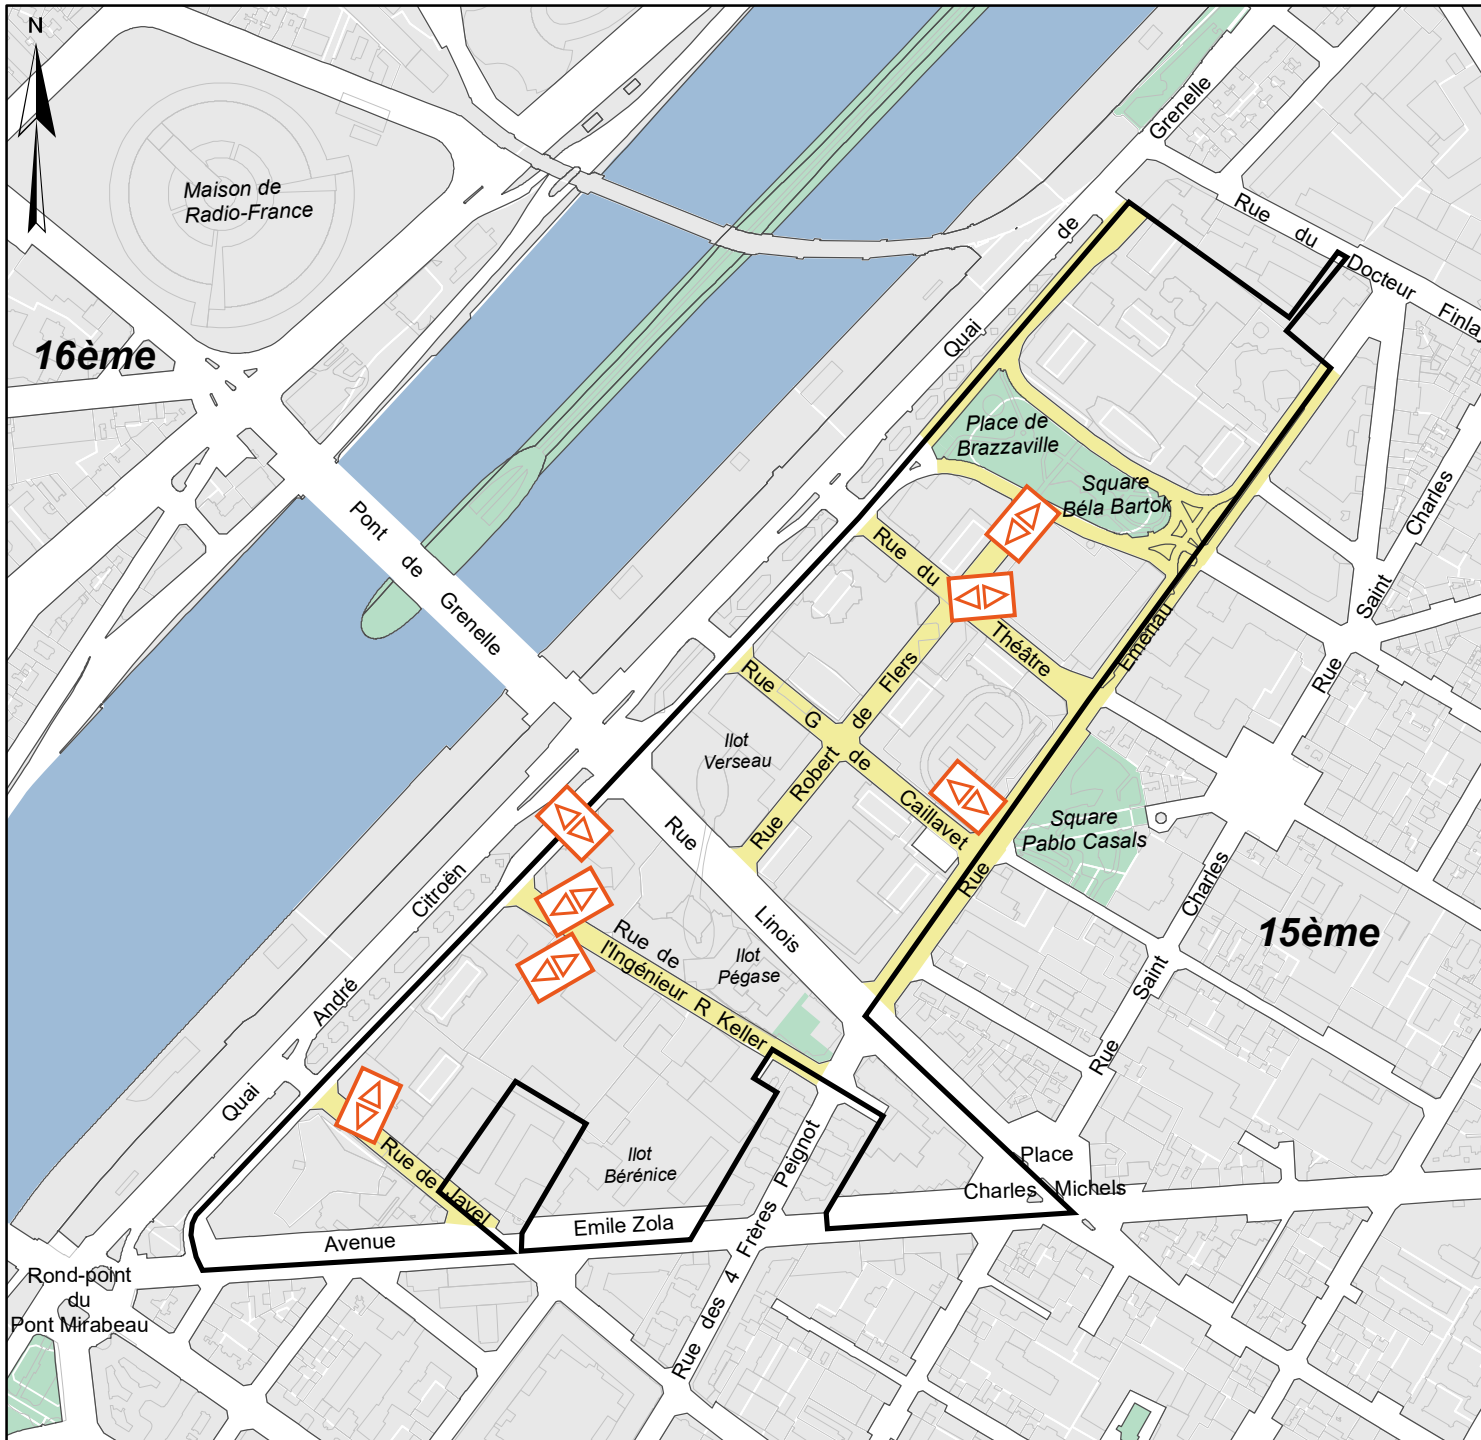 N
Maison de
Radio-France
16ème
Grenelle
de
Quai
Rue du Docteur Finlay
Place de
Brazzaville
Square
Béla Bartok
Pont de Grenelle
Rue du Théâtre
Rue Saint Charles
Rue Emeriau
Rue G de Caillavet
Rue Robert de Flers
Ilot
Verseau
Square
Pablo Casals
Rue Linois
15ème
Quai André Citroën
Rue de
l'Ingénieur R Keller
Ilot
Pégase
Rue Saint Charles
Rue de Javel
Ilot
Bérénice
Rue des 4 Frères Peignot
Place
Charles Michels
Avenue Emile Zola
Rond-point
du
Pont Mirabeau